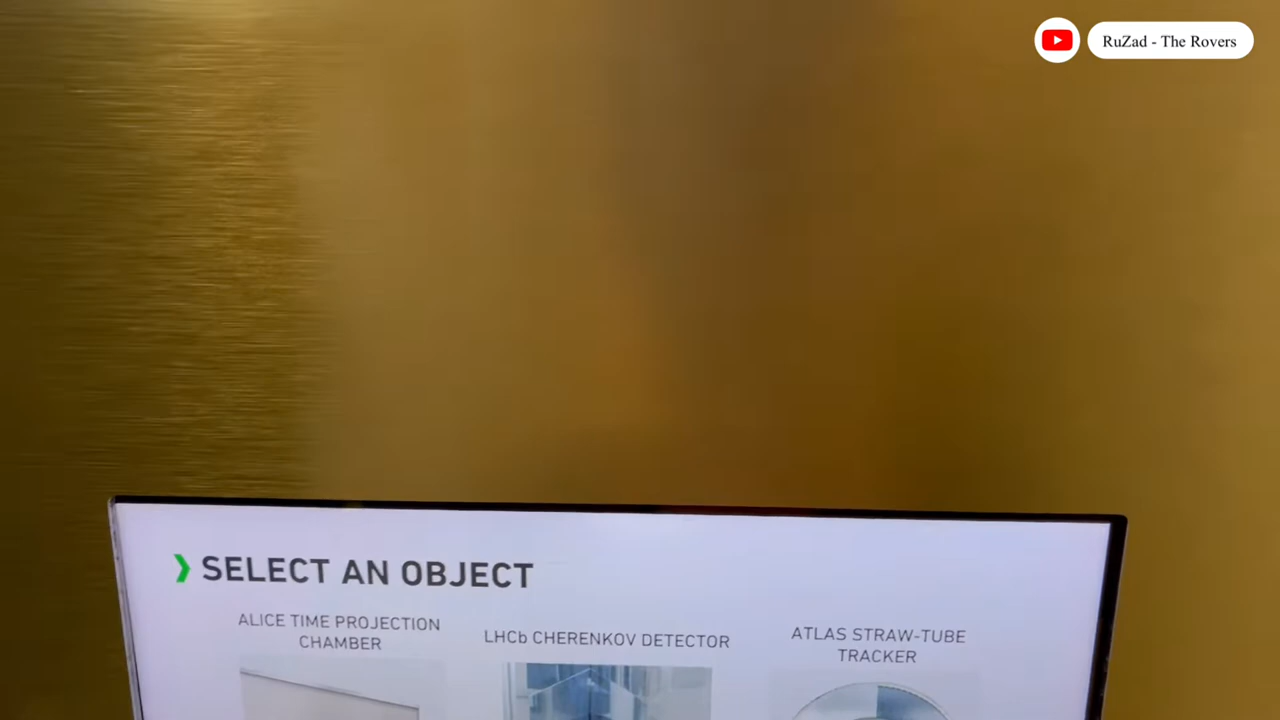 RuZad - The Rovers
SELECT AN OBJECT
ALICE TIME PROJECTION
CHAMBER
LHCb CHERENKOV DETECTOR
ATLAS STRAW-TUBE
TRACKER